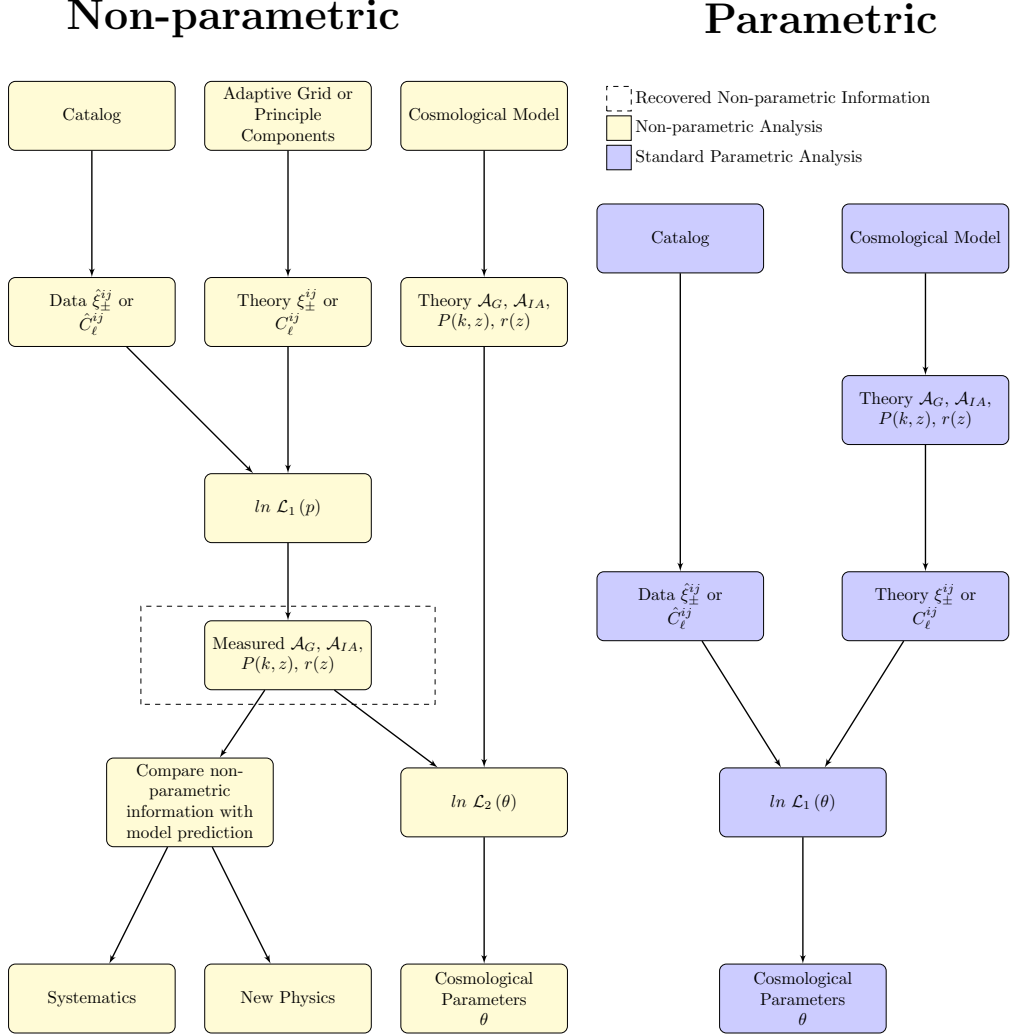 Non-parametric
Parametric
Catalog
Adaptive Grid or
Principle
Components
Cosmological Model
Recovered Non-parametric Information
Non-parametric Analysis
Standard Parametric Analysis
Catalog
Cosmological Model
Data $\hat{\xi}_{\pm}^{ij}$ or
$\hat{C}_{\ell}^{ij}$
Theory $\xi_{\pm}^{ij}$ or
$C_{\ell}^{ij}$
Theory $\mathcal{A}_G$, $\mathcal{A}_{IA}$,
$P(k, z)$, $r(z)$
Theory $\mathcal{A}_G$, $\mathcal{A}_{IA}$,
$P(k, z)$, $r(z)$
$ln\ \mathcal{L}_1(p)$
Data $\hat{\xi}_{\pm}^{ij}$ or
$\hat{C}_{\ell}^{ij}$
Theory $\xi_{\pm}^{ij}$ or
$C_{\ell}^{ij}$
Measured $\mathcal{A}_G$, $\mathcal{A}_{IA}$,
$P(k, z)$, $r(z)$
Compare non-
parametric
information with
model prediction
$ln\ \mathcal{L}_2(\theta)$
$ln\ \mathcal{L}_1(\theta)$
Systematics
New Physics
Cosmological
Parameters
$\theta$
Cosmological
Parameters
$\theta$